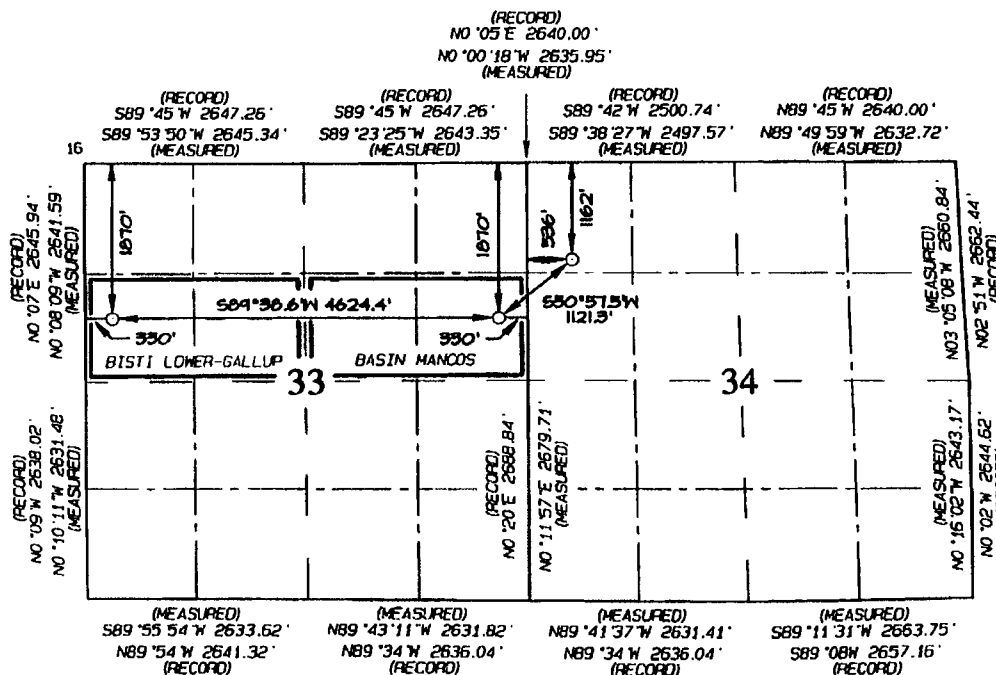 (RECORD)
N0 °05'E 2640.00'
N0 °00'18"W 2635.95'
(MEASURED)
(RECORD)
S89 °45'W 2647.26'
S89 °53'50"W 2645.34'
(MEASURED)
(RECORD)
S89 °45'W 2647.26'
S89 °23'25"W 2643.35'
(MEASURED)
(RECORD)
S89 °42'W 2500.74'
S89 °38'27"W 2497.57'
(MEASURED)
(RECORD)
N89 °45'W 2640.00'
N89 °49'59"W 2632.72'
(MEASURED)
16
(RECORD)
N0 °07'E 2645.94'
N0 °08'09"W 2641.59'
(MEASURED)
1870'
1870'
536'
1162'
S89°38.6'W 4624.4'
S50°57.5'W
1121.3'
330'
330'
BISTI LOWER-GALLUP
BASIN MANCOS
33
34
(MEASURED)
N03 °05'08"W 2660.84'
N02 °51'W 2662.44'
(RECORD)
(RECORD)
N0 °09'W 2638.02'
N0 °10'11"W 2631.48'
(MEASURED)
(RECORD)
N0 °20'E 2688.84'
N0 °11'57"E 2679.71'
(MEASURED)
(MEASURED)
N0 °16'02"W 2643.17'
N0 °02'W 2644.62'
(MEASURED)
S89 °55'54"W 2633.62'
N89 °54'W 2641.32'
(RECORD)
(MEASURED)
N89 °43'11"W 2631.82'
N89 °34'W 2636.04'
(RECORD)
(MEASURED)
N89 °41'37"W 2631.41'
N89 °34'W 2636.04'
(RECORD)
(MEASURED)
S89 °11'31"W 2663.75'
S89 °08W 2657.16'
(RECORD)